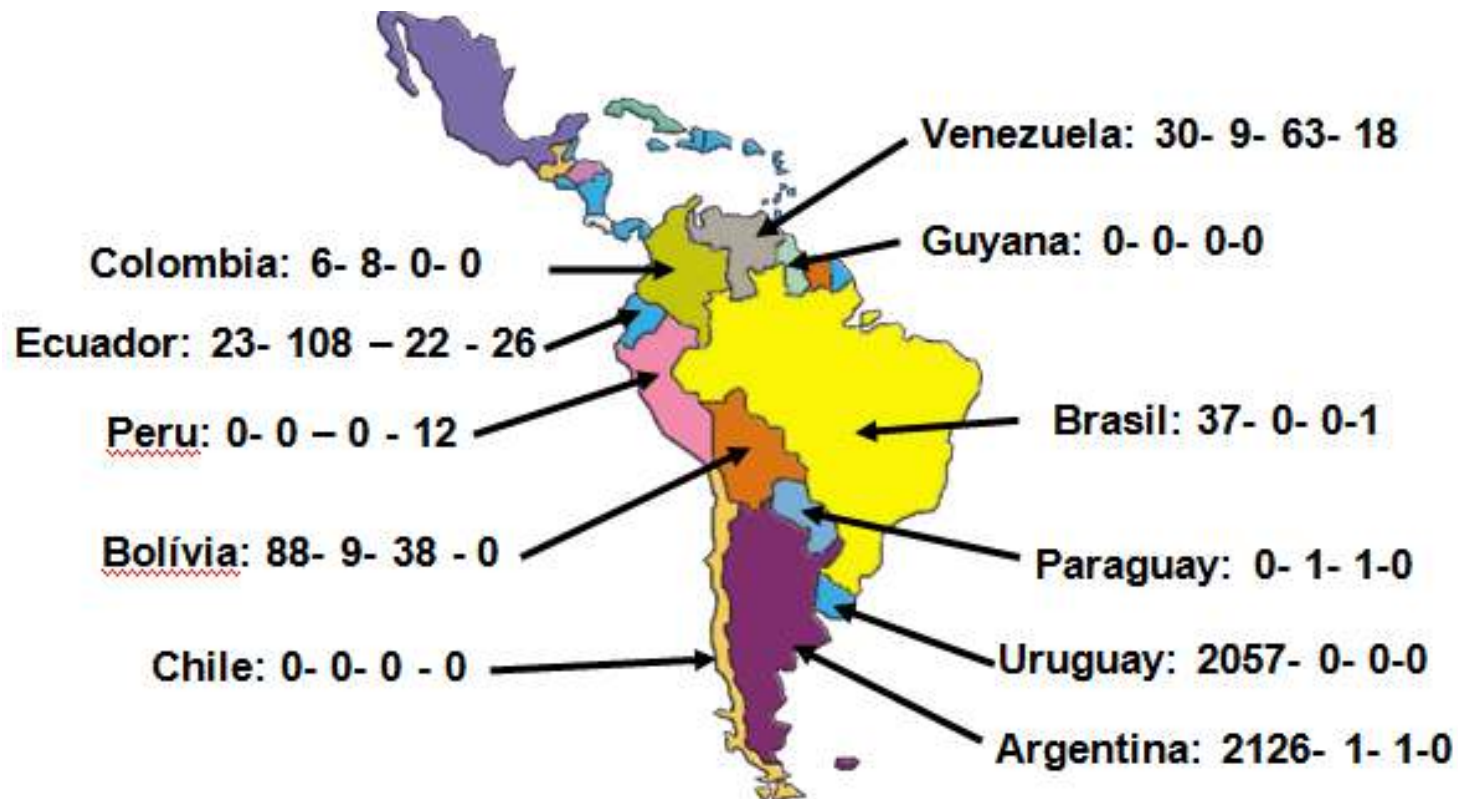 Venezuela: 30- 9- 63- 18
Guyana: 0- 0- 0-0
Colombia: 6- 8- 0- 0
Ecuador: 23- 108 – 22 - 26
Peru: 0- 0 – 0 - 12
Brasil: 37- 0- 0-1
Bolívia: 88- 9- 38 - 0
Paraguay: 0- 1- 1-0
Chile: 0- 0- 0 - 0
Uruguay: 2057- 0- 0-0
Argentina: 2126- 1- 1-0